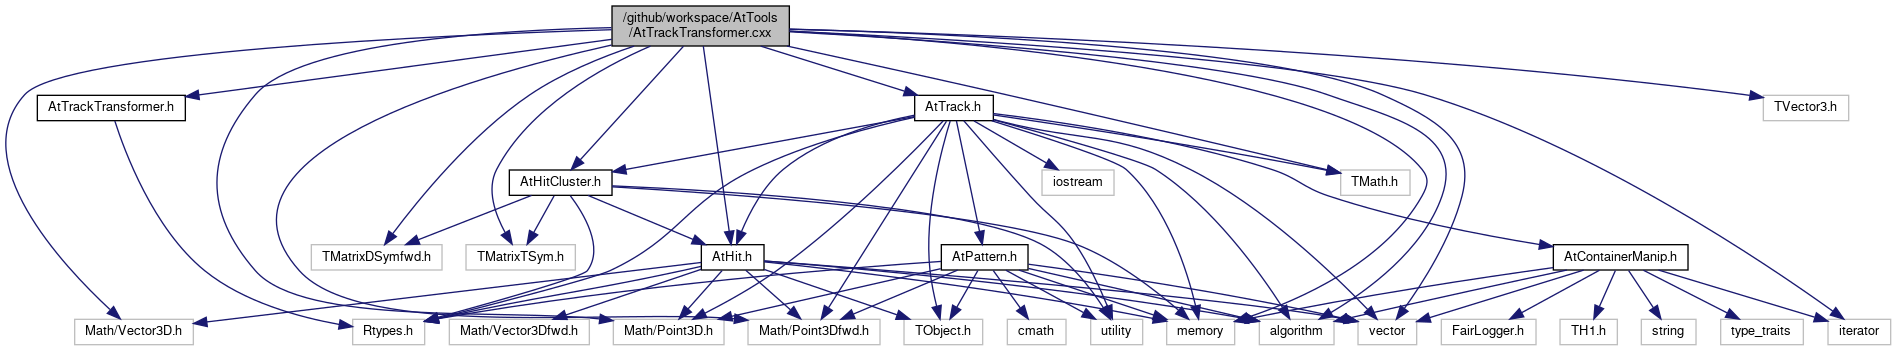 /github/workspace/AtTools
/AtTrackTransformer.cxx
AtTrackTransformer.h
AtTrack.h
TVector3.h
AtHitCluster.h
iostream
TMath.h
TMatrixDSymfwd.h
TMatrixTSym.h
AtHit.h
AtPattern.h
AtContainerManip.h
Math/Vector3D.h
Rtypes.h
Math/Vector3Dfwd.h
Math/Point3D.h
Math/Point3Dfwd.h
TObject.h
cmath
utility
memory
algorithm
vector
FairLogger.h
TH1.h
string
type_traits
iterator